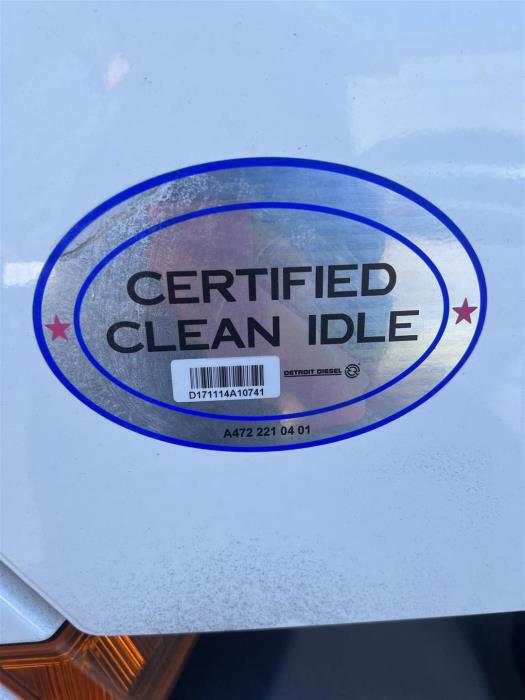 CERTIFIED
CLEAN IDLE
DETROIT DIESEL
D171114A10741
A472 221 04 01